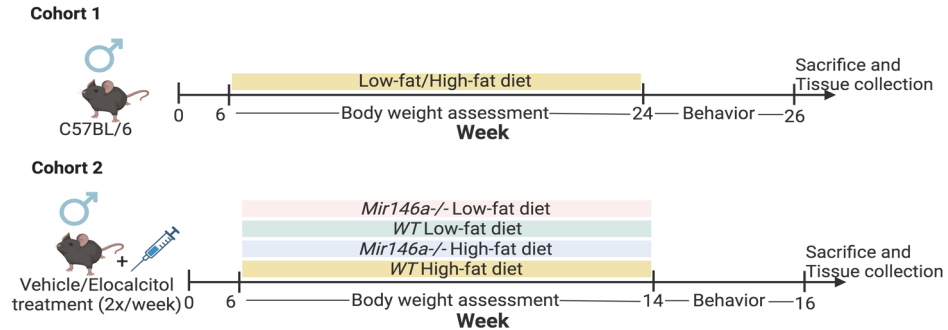 Cohort 1
Low-fat/High-fat diet
Sacrifice and
Tissue collection
C57BL/6
0 6 Body weight assessment 24 Behavior 26
Week
Cohort 2
Mir146a-/- Low-fat diet
WT Low-fat diet
Mir146a-/- High-fat diet
WT High-fat diet
Sacrifice and
Tissue collection
+
Vehicle/Elocalcitol
treatment (2x/week)
0 6 Body weight assessment 14 Behavior 16
Week